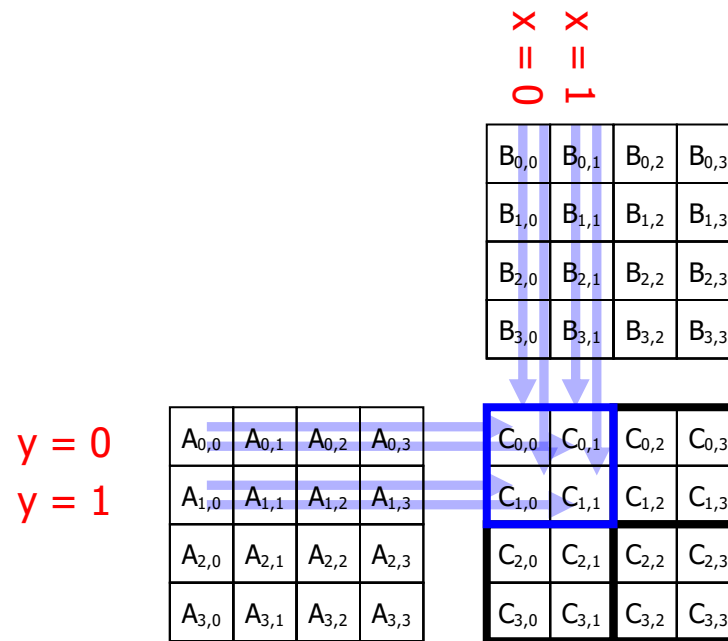 x = 0
x = 1
B0,0 B0,1 B0,2 B0,3
B1,0 B1,1 B1,2 B1,3
B2,0 B2,1 B2,2 B2,3
B3,0 B3,1 B3,2 B3,3
y = 0 A0,0 A0,1 A0,2 A0,3 C0,0 C0,1 C0,2 C0,3
y = 1 A1,0 A1,1 A1,2 A1,3 C1,0 C1,1 C1,2 C1,3
A2,0 A2,1 A2,2 A2,3 C2,0 C2,1 C2,2 C2,3
A3,0 A3,1 A3,2 A3,3 C3,0 C3,1 C3,2 C3,3